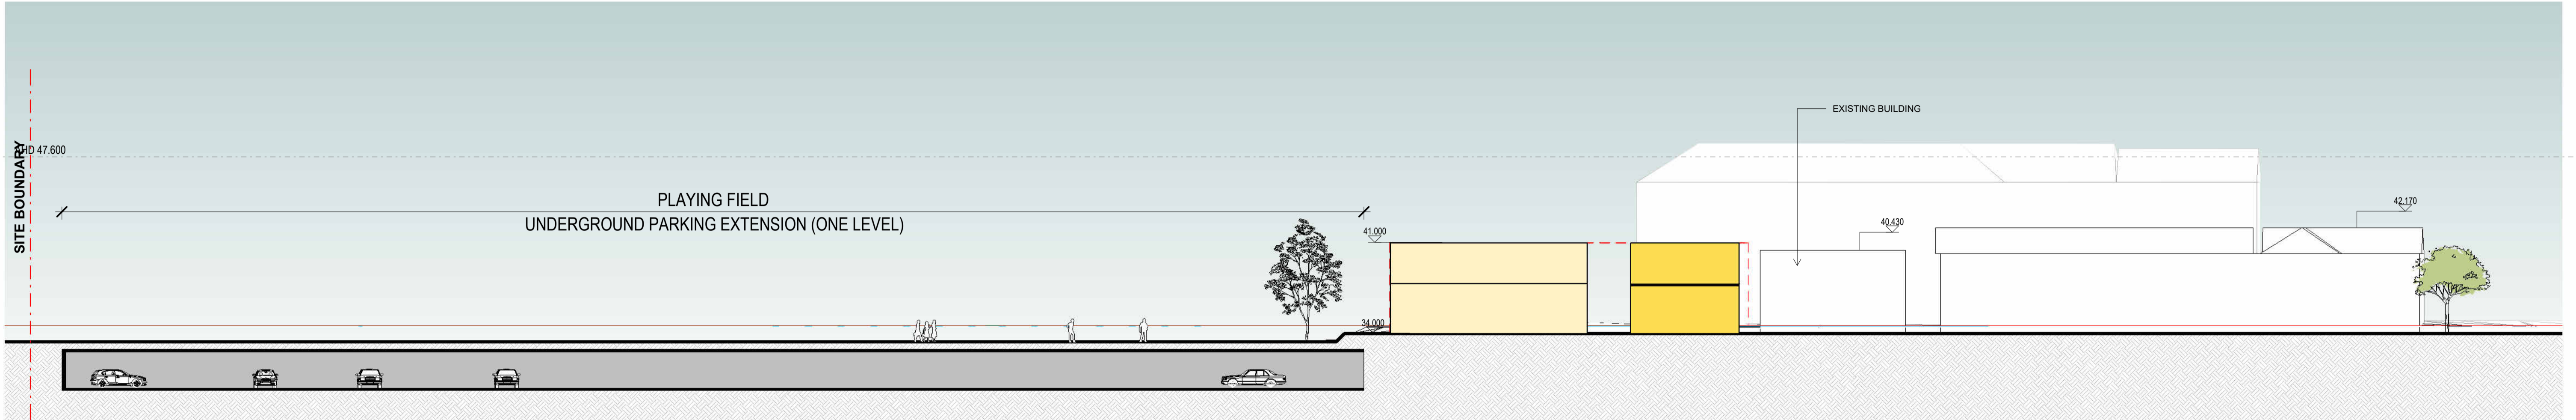 EXISTING BUILDING
SITE BOUNDARY
HD 47.600
PLAYING FIELD
UNDERGROUND PARKING EXTENSION (ONE LEVEL)
42.170
40.430
41.000
34.000